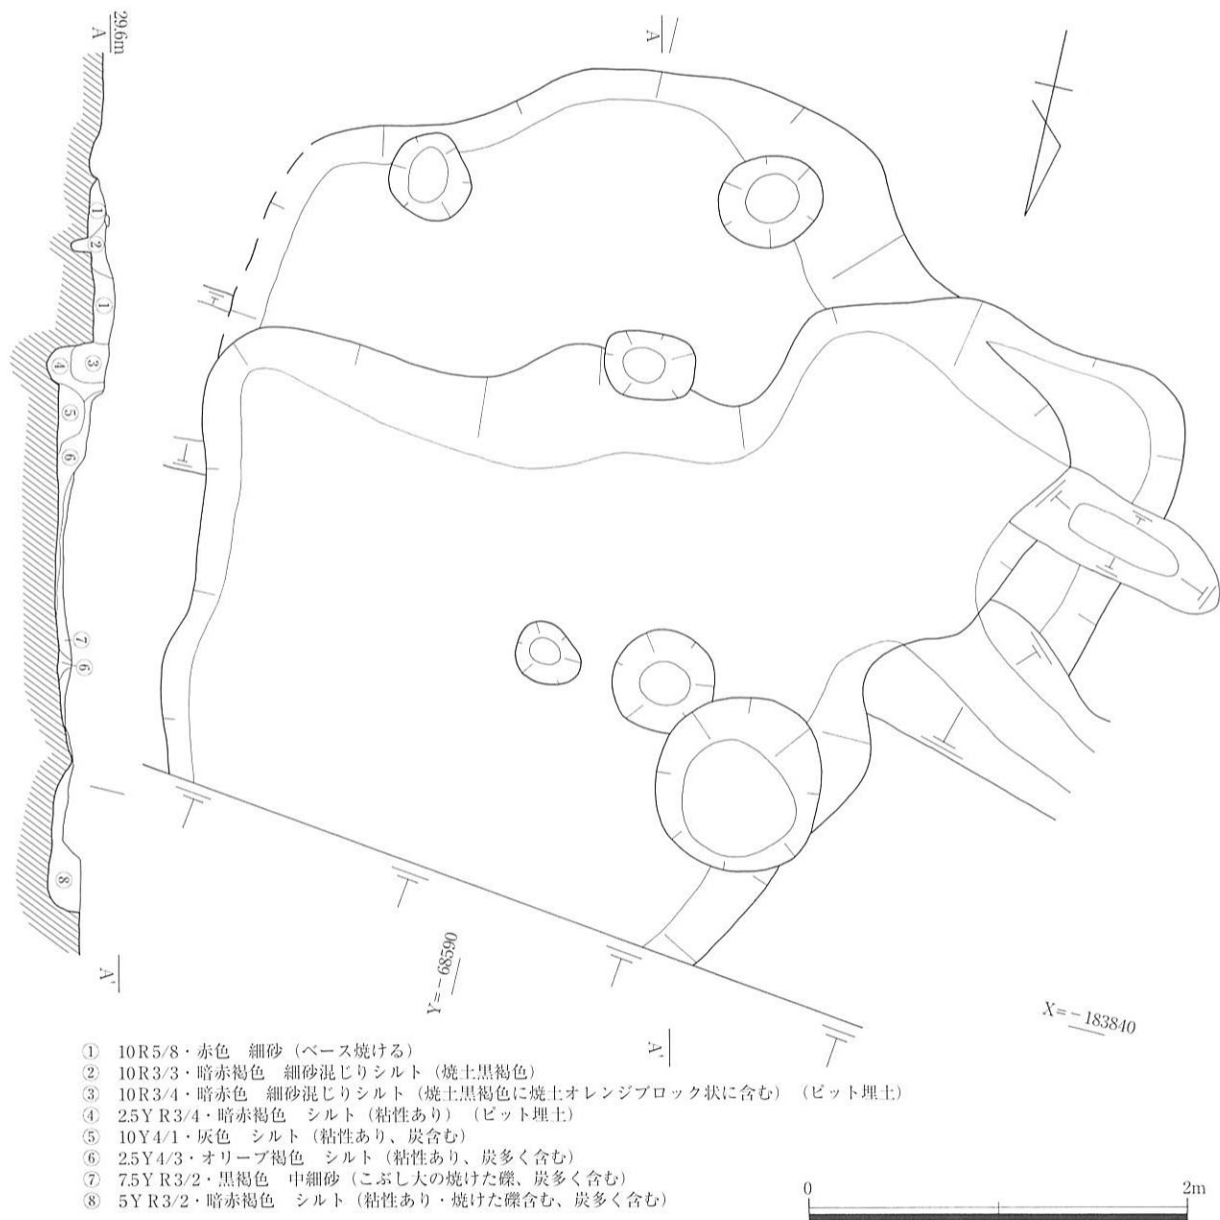 29.6m
A
A
①
②
①
③
④
⑤
⑥
⑦
⑥
⑧
A'
Y=-68590
X=-183840
A'
① 10R5/8・赤色 細砂（ベース焼ける）
② 10R3/3・暗赤褐色 細砂混じりシルト（焼土黒褐色）
③ 10R3/4・暗赤色 細砂混じりシルト（焼土黒褐色に焼土オレンジブロック状に含む）（ピット埋土）
④ 2.5YR3/4・暗赤褐色 シルト（粘性あり）（ピット埋土）
⑤ 10Y4/1・灰色 シルト（粘性あり、炭含む）
⑥ 2.5Y4/3・オリーブ褐色 シルト（粘性あり、炭多く含む）
⑦ 7.5YR3/2・黒褐色 中細砂（こぶし大の焼けた礫、炭多く含む）
⑧ 5YR3/2・暗赤褐色 シルト（粘性あり・焼けた礫含む、炭多く含む）
0 2m